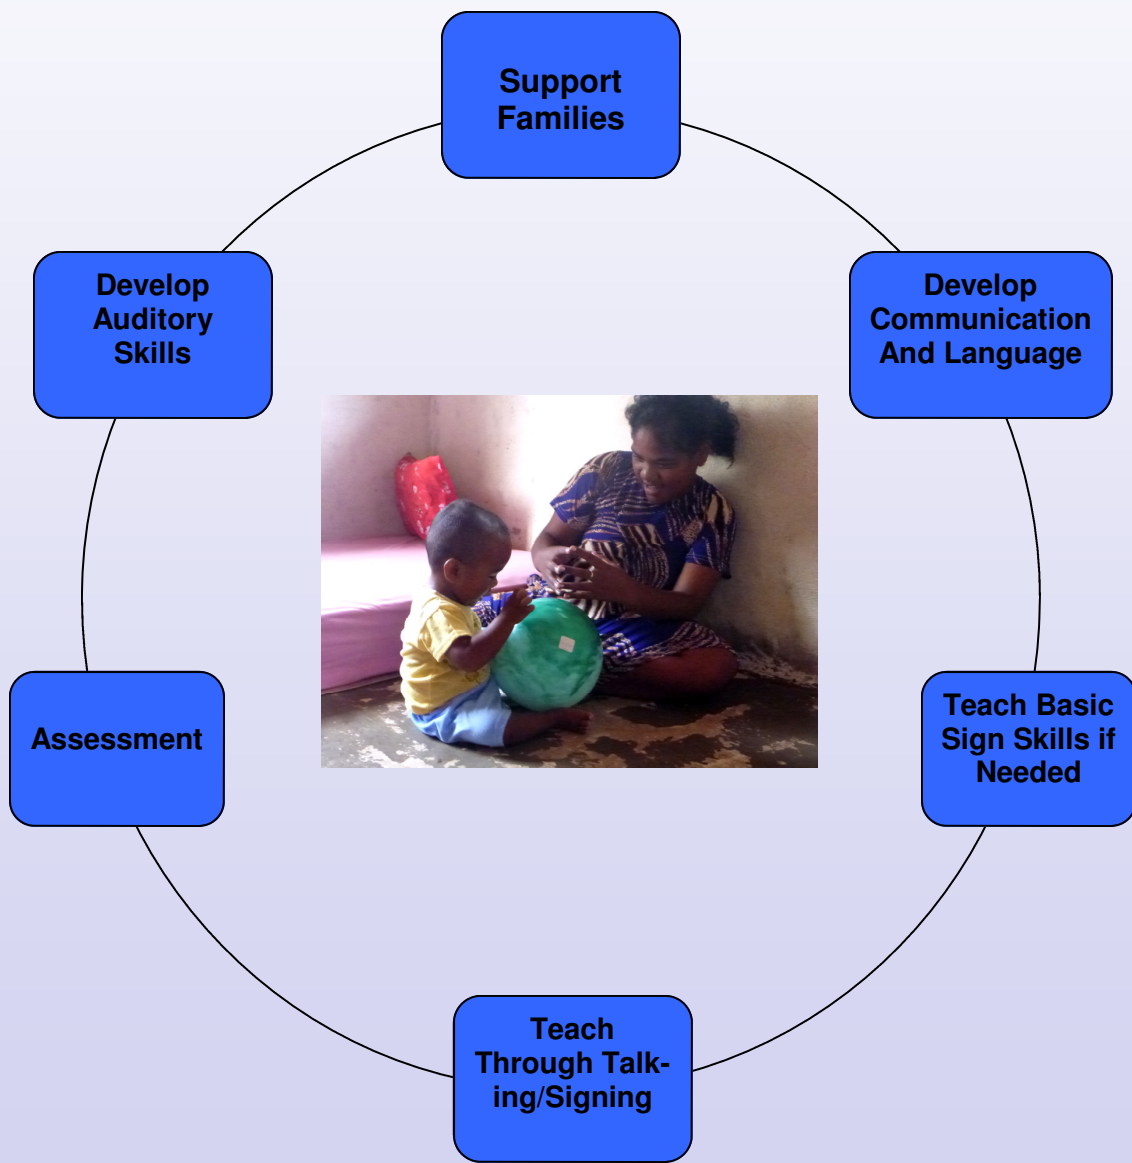 Support
Families
Develop
Auditory
Skills
Develop
Communication
And Language
Assessment
Teach Basic
Sign Skills if
Needed
Teach
Through Talk-
ing/Signing